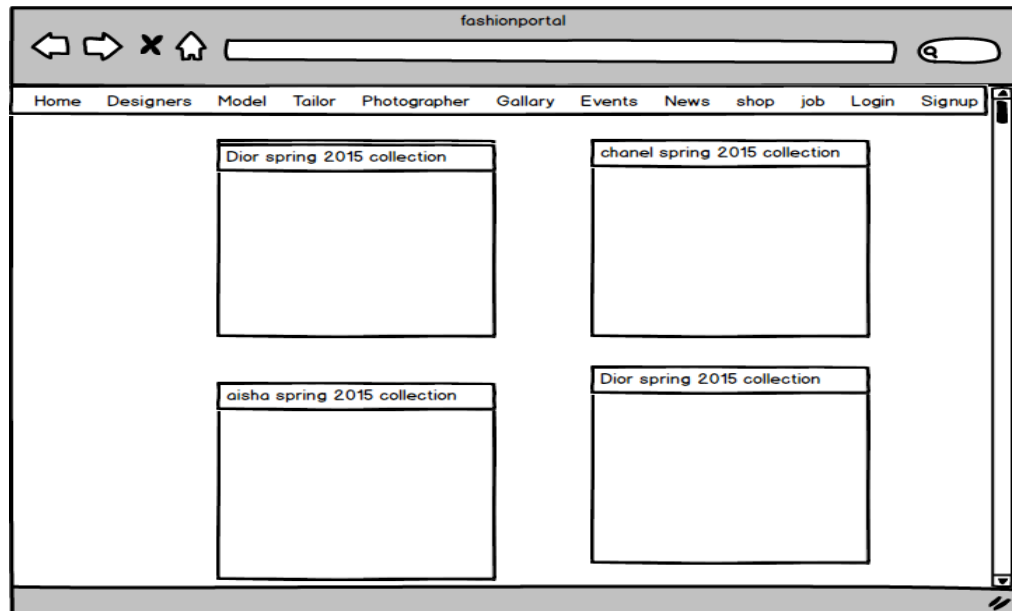 fashionportal
Home Designers Model Tailor Photographer Gallary Events News shop job Login Signup
Dior spring 2015 collection
chanel spring 2015 collection
aisha spring 2015 collection
Dior spring 2015 collection